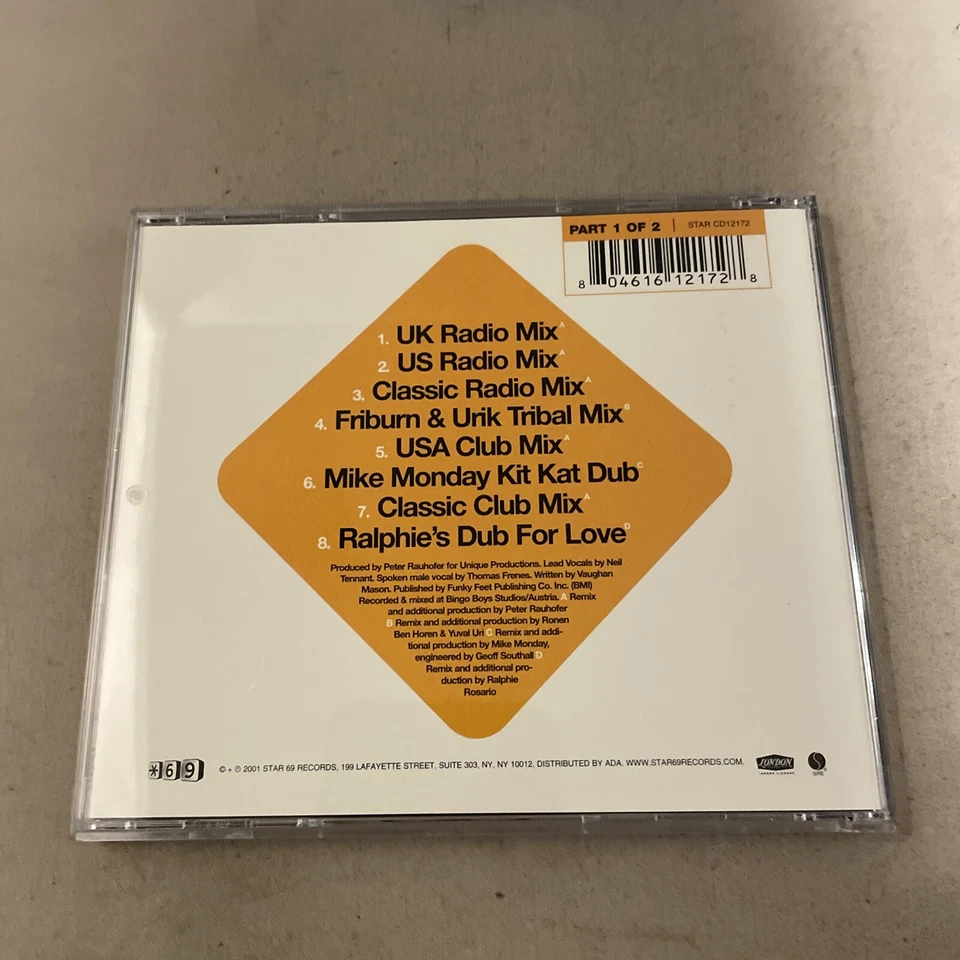 PART 1 OF 2 | STAR CD12172
8 04616 12172 8
1. UK Radio Mix A
2. US Radio Mix A
3. Classic Radio Mix A
4. Friburn & Urik Tribal Mix B
5. USA Club Mix A
6. Mike Monday Kit Kat Dub C
7. Classic Club Mix A
8. Ralphie's Dub For Love D
Produced by Peter Rauhofer for Unique Productions. Lead Vocals by Neil
Tennant. Spoken male vocal by Thomas Frenes. Written by Vaughan
Mason. Published by Funky Feet Publishing Co. Inc. (BMI)
Recorded & mixed at Bingo Boys Studios/Austria. A Remix
and additional production by Peter Rauhofer
B Remix and additional production by Ronen
Ben Horen & Yuval Uri C Remix and addi-
tional production by Mike Monday,
engineered by Geoff Southall D
Remix and additional pro-
duction by Ralphie
Rosario
*69 © + ℗ 2001 STAR 69 RECORDS, 199 LAFAYETTE STREET, SUITE 303, NY, NY 10012. DISTRIBUTED BY ADA. WWW.STAR69RECORDS.COM. LONDON
SIRE